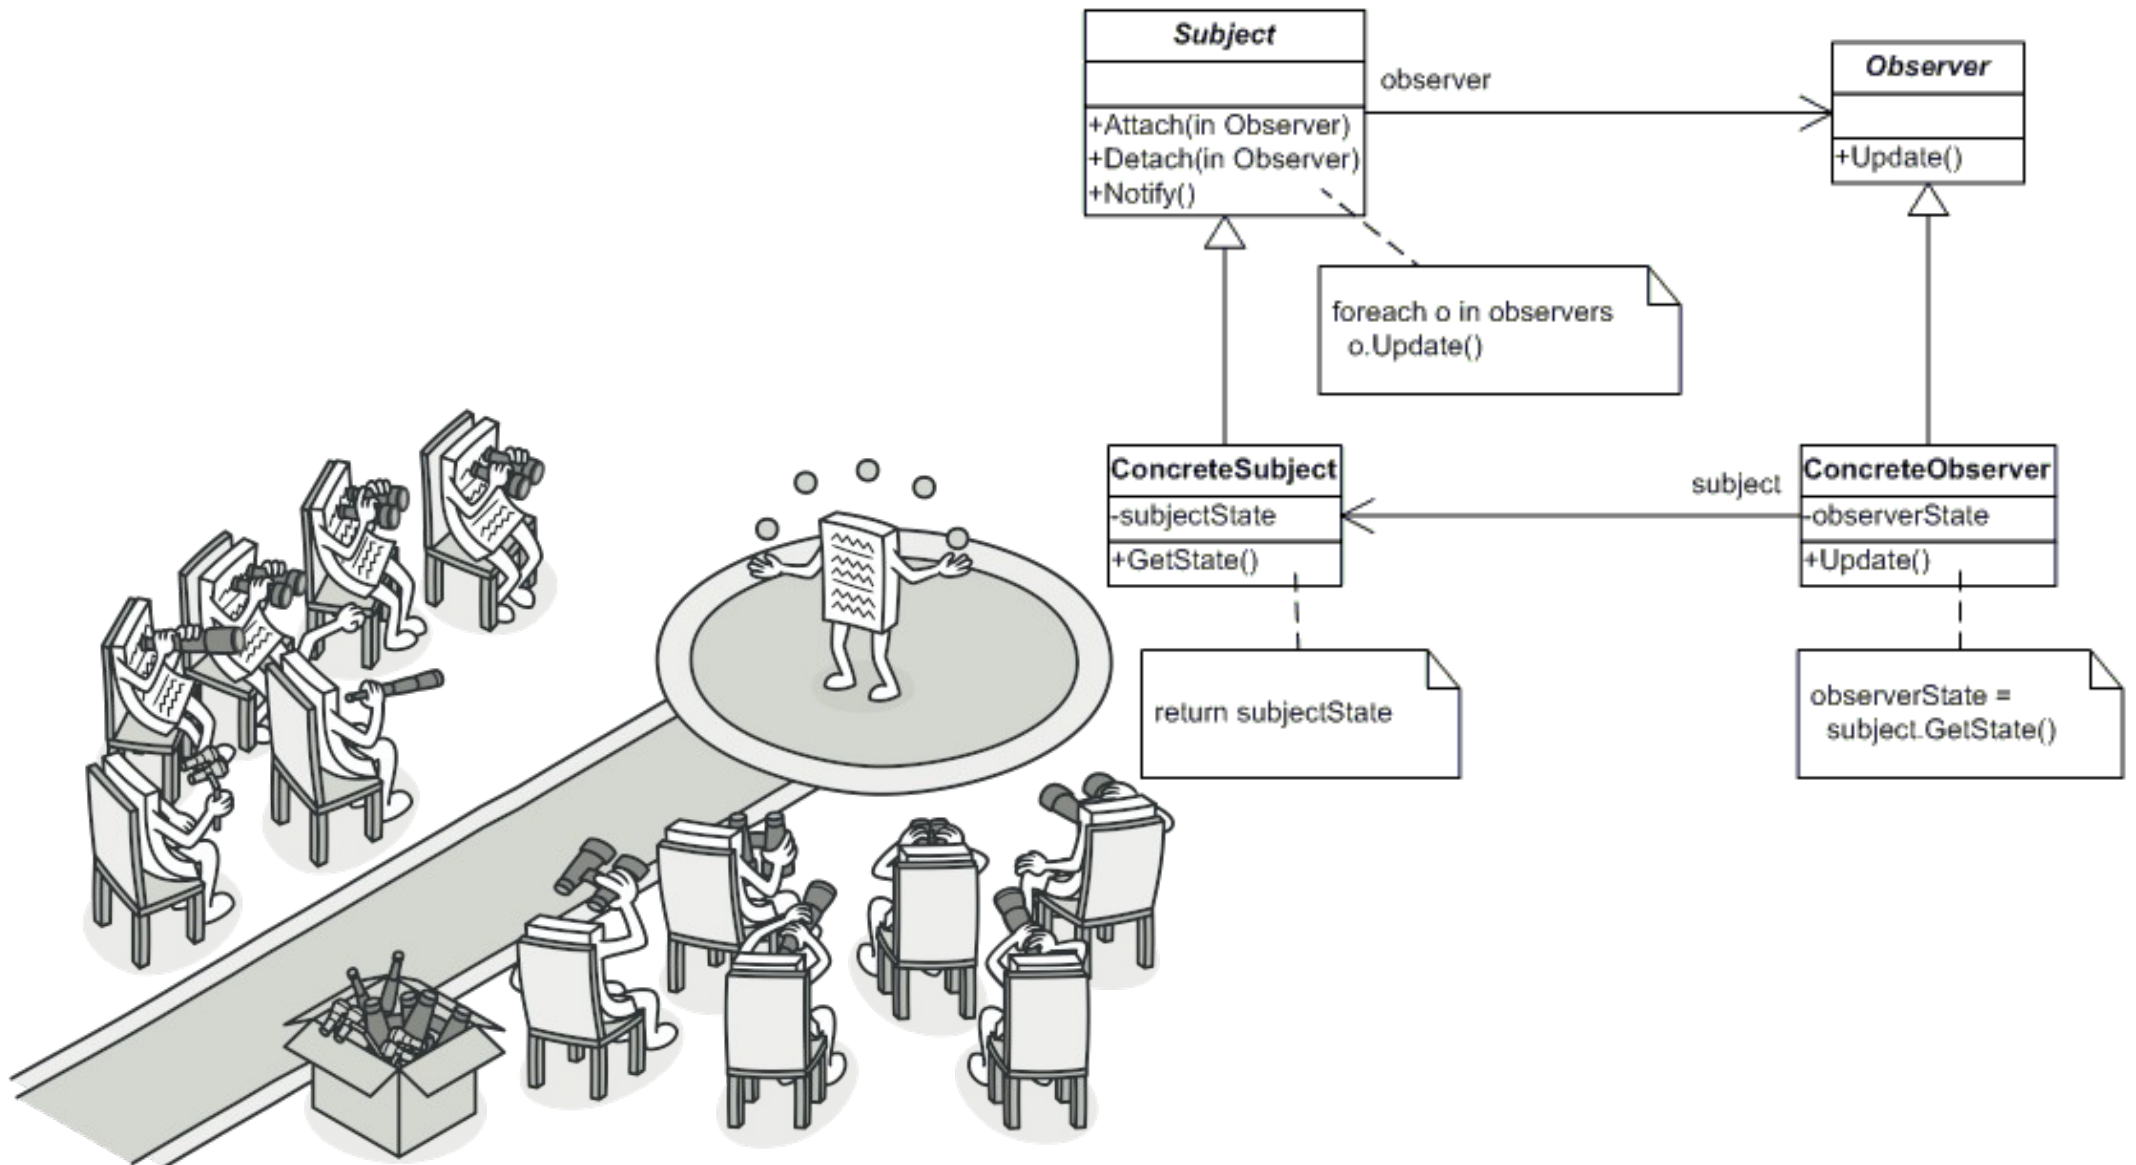 Subject
+Attach(in Observer)
+Detach(in Observer)
+Notify()
observer
Observer
+Update()
foreach o in observers
o.Update()
ConcreteSubject
-subjectState
+GetState()
subject
ConcreteObserver
-observerState
+Update()
return subjectState
observerState =
subject.GetState()